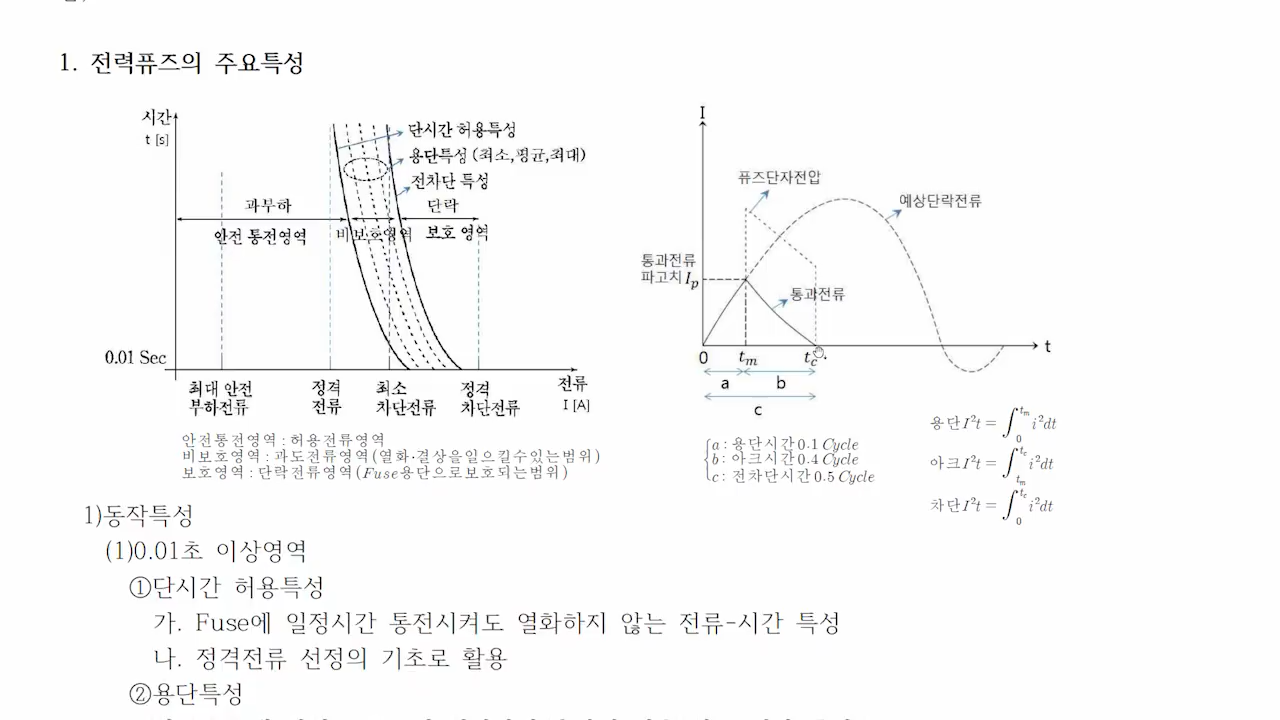 1. 전력퓨즈의 주요특성
시간
t [s]
단시간 허용특성
용단특성 (최소,평균,최대)
전차단 특성
과부하
단락
안전 통전영역
비보호영역
보호 영역
0.01 Sec
최대 안전
부하전류
정격
전류
최소
차단전류
정격
차단전류
전류
I [A]
안전통전영역 : 허용전류영역
비보호영역 : 과도전류영역(열화·결상을일으킬수있는범위)
보호영역 : 단락전류영역(Fuse용단으로보호되는범위)
I
퓨즈단자전압
예상단락전류
통과전류
파고치 I_p
통과전류
0
t_m
t_c
t
a
b
c
a : 용단시간 0.1 Cycle
b : 아크시간 0.4 Cycle
c : 전차단시간 0.5 Cycle
용단 I²t = ∫₀^{t_m} i²dt
아크 I²t = ∫_{t_m}^{t_c} i²dt
차단 I²t = ∫₀^{t_c} i²dt
1)동작특성
(1)0.01초 이상영역
①단시간 허용특성
가. Fuse에 일정시간 통전시켜도 열화하지 않는 전류-시간 특성
나. 정격전류 선정의 기초로 활용
②용단특성